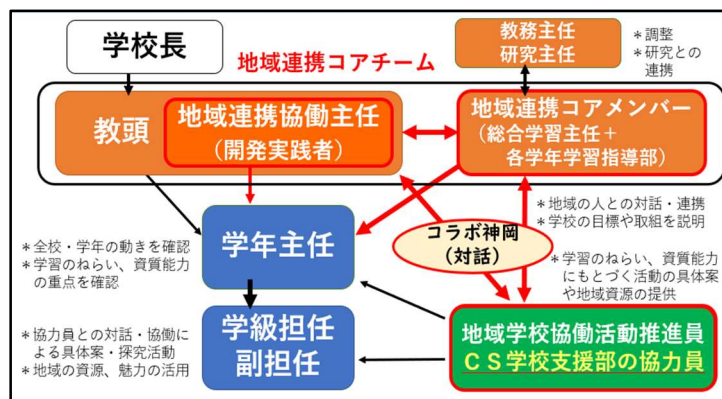 学校長
地域連携コアチーム
教務主任
研究主任
＊調整
＊研究との
連携
教頭
地域連携協働主任
（開発実践者）
地域連携コアメンバー
（総合学習主任＋
各学年学習指導部）
＊地域の人との対話・連携
＊学校の目標や取組を説明
＊全校・学年の動きを確認
＊学習のねらい、資質能力
の重点を確認
学年主任
コラボ神岡
（対話）
＊学習のねらい、資質能力
にもとづく活動の具体案
や地域資源の提供
＊協力員との対話・協働
による具体案・探究活動
＊地域の資源、魅力の活用
学級担任
副担任
地域学校協働活動推進員
ＣＳ学校支援部の協力員